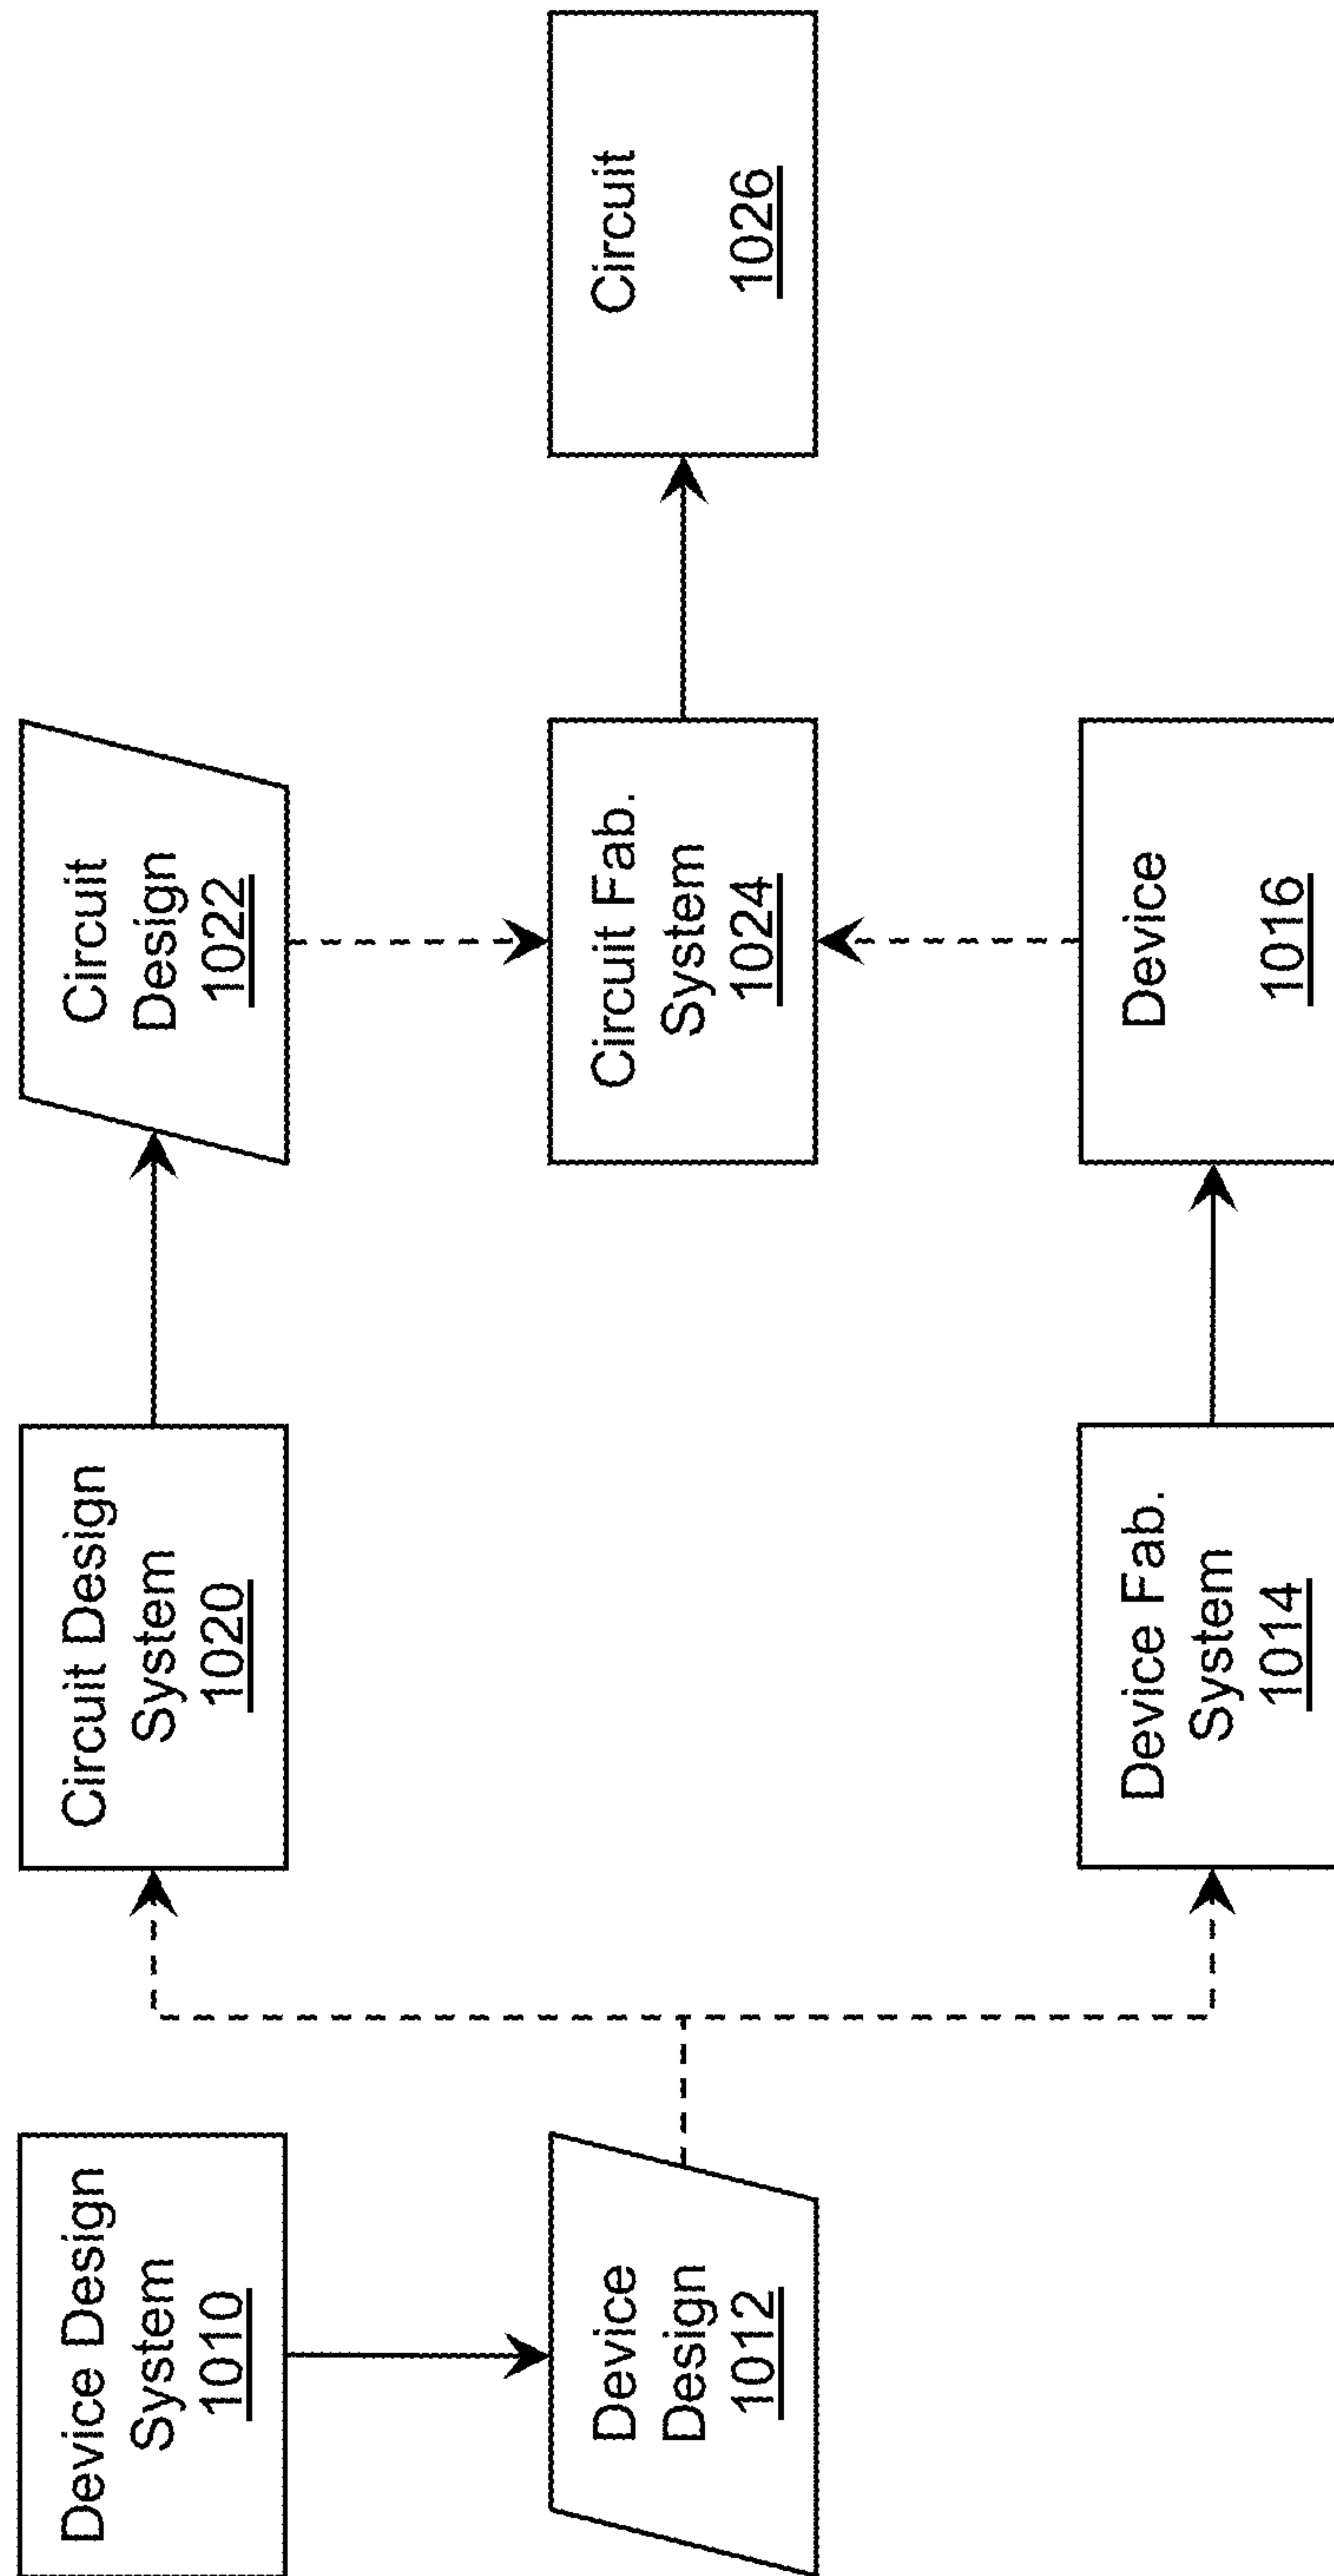 Device Design
System
1010
Device
Design
1012
Circuit Design
System
1020
Device Fab.
System
1014
Circuit
Design
1022
Circuit Fab.
System
1024
Device
1016
Circuit
1026